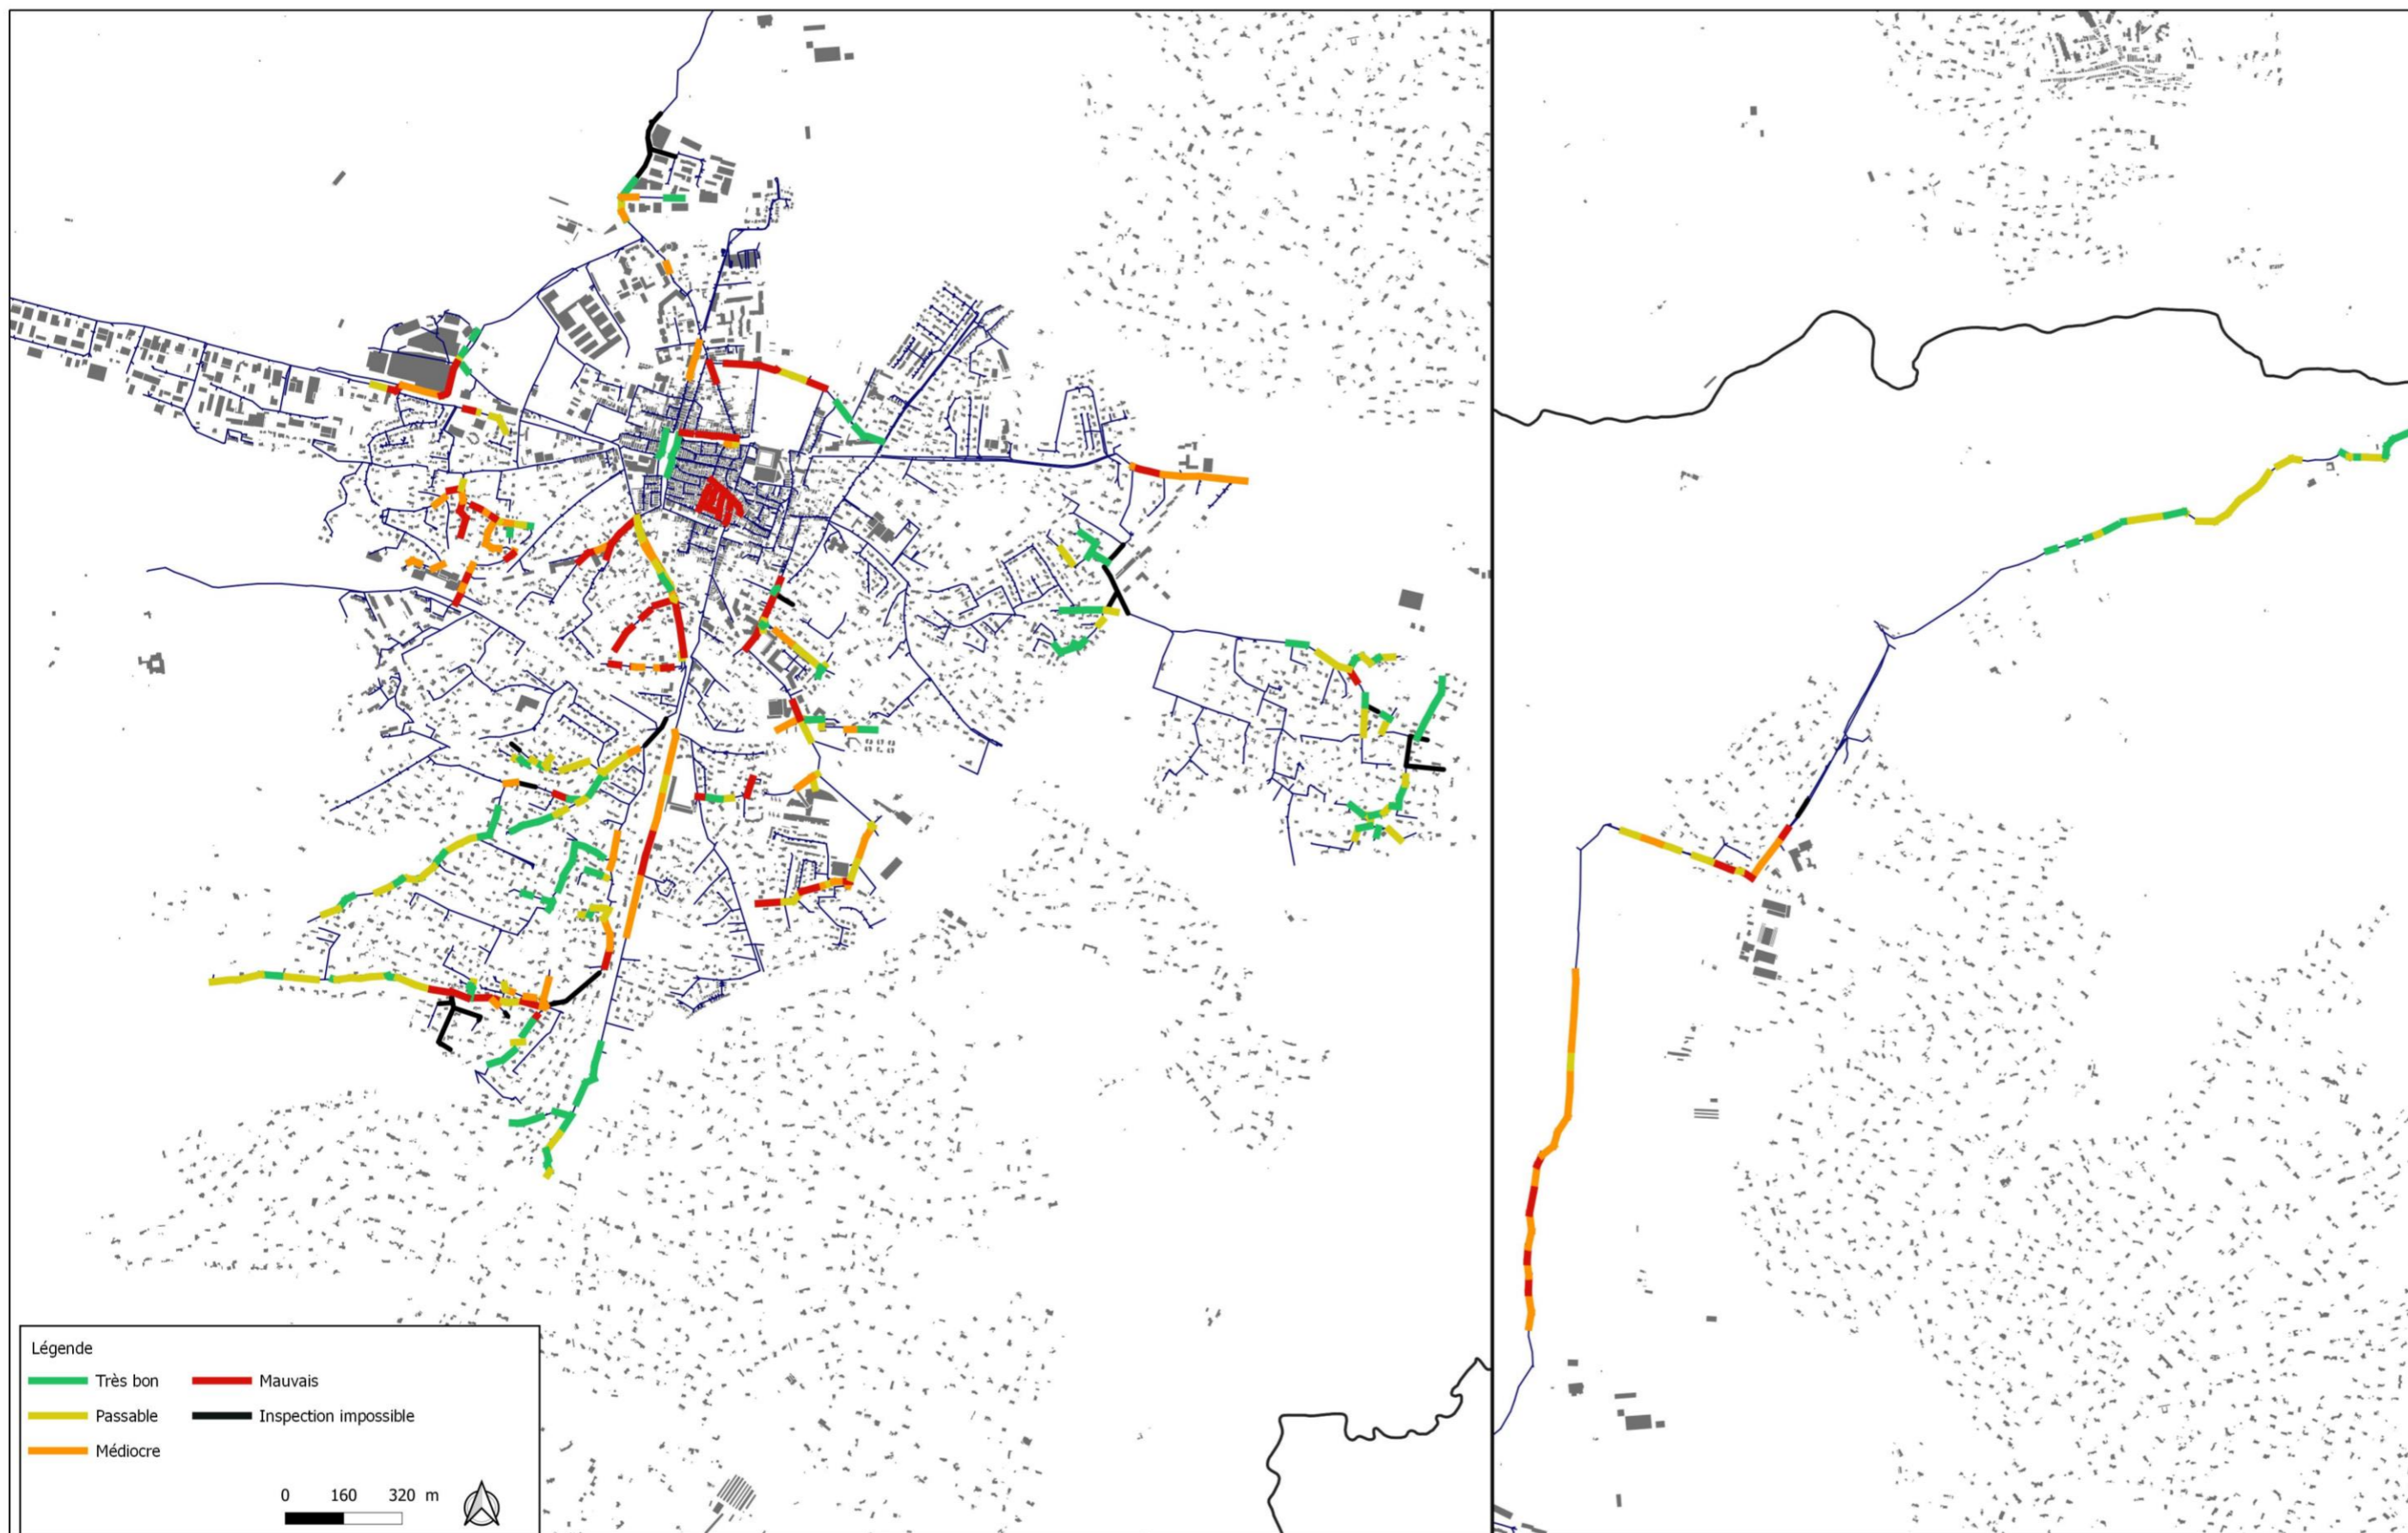 Légende
Très bon
Mauvais
Passable
Inspection impossible
Médiocre
0 160 320 m